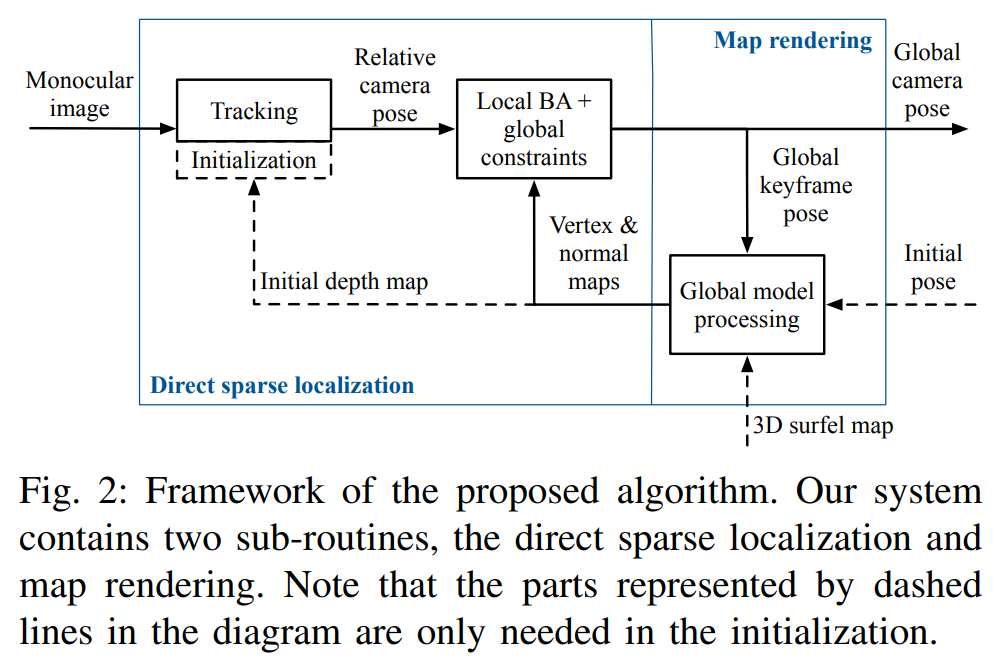 Monocular
image
Tracking
Initialization
Relative
camera
pose
Local BA +
global
constraints
Map rendering
Global
camera
pose
Global
keyframe
pose
Vertex &
normal
maps
Initial depth map
Global model
processing
Initial
pose
Direct sparse localization
3D surfel map
Fig. 2: Framework of the proposed algorithm. Our system
contains two sub-routines, the direct sparse localization and
map rendering. Note that the parts represented by dashed
lines in the diagram are only needed in the initialization.